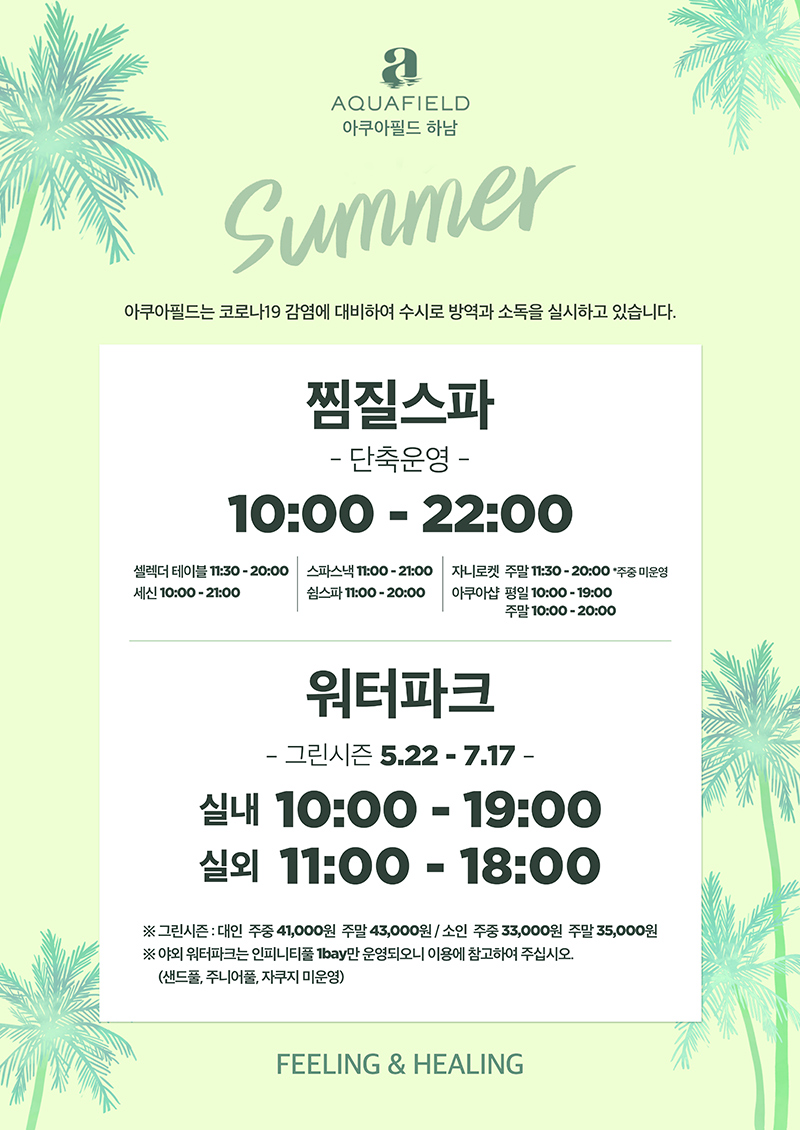 a
AQUAFIELD
아쿠아필드 하남
Summer
아쿠아필드는 코로나19 감염에 대비하여 수시로 방역과 소독을 실시하고 있습니다.
찜질스파
- 단축운영 -
10:00 - 22:00
셀렉더 테이블 11:30 - 20:00
세신 10:00 - 21:00
스파스낵 11:00 - 21:00
쉼스파 11:00 - 20:00
자니로켓 주말 11:30 - 20:00 *주중 미운영
아쿠아샵 평일 10:00 - 19:00
주말 10:00 - 20:00
워터파크
- 그린시즌 5.22 - 7.17 -
실내 10:00 - 19:00
실외 11:00 - 18:00
※ 그린시즌 : 대인 주중 41,000원 주말 43,000원 / 소인 주중 33,000원 주말 35,000원
※ 야외 워터파크는 인피니티풀 1bay만 운영되오니 이용에 참고하여 주십시오.
(샌드풀, 주니어풀, 자쿠지 미운영)
FEELING & HEALING